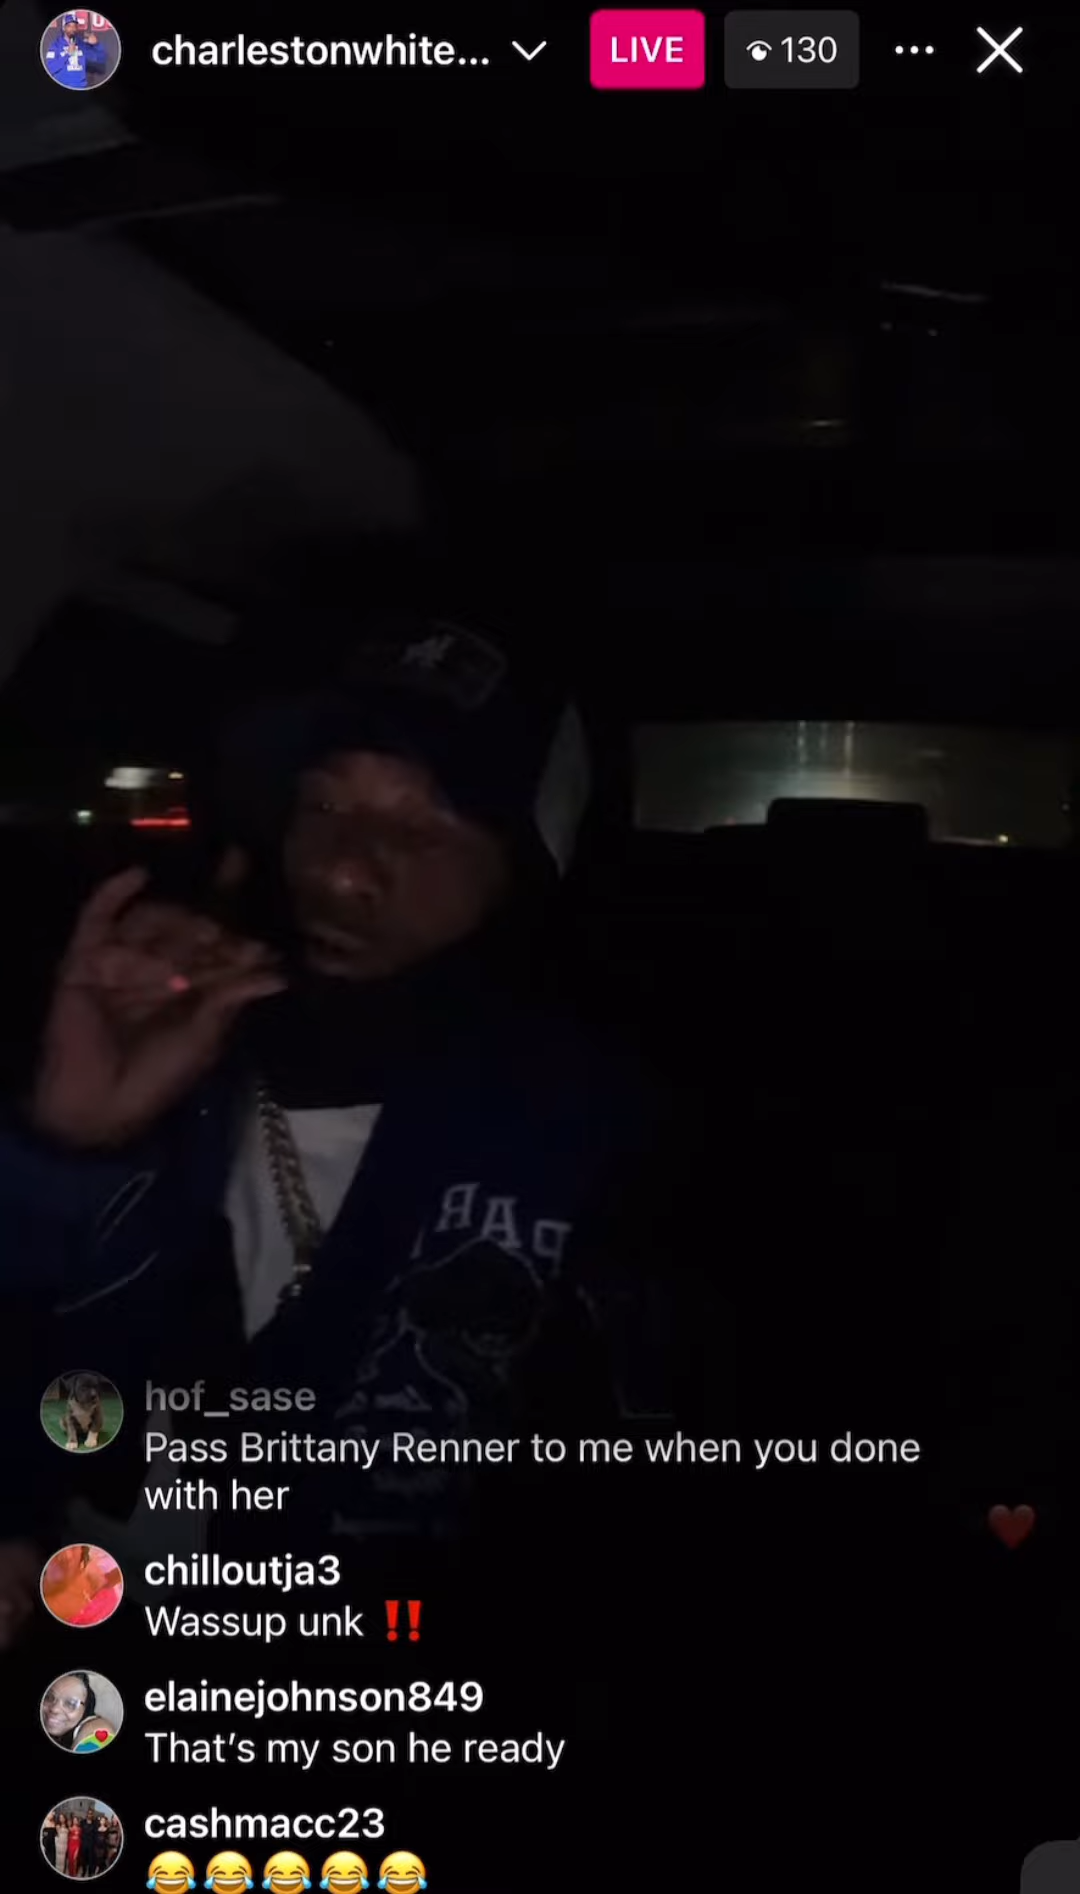 charlestonwhite...
LIVE
130
PAR
hof_sase
Pass Brittany Renner to me when you done
with her
chilloutja3
Wassup unk ‼️
elainejohnson849
That's my son he ready
cashmacc23
😂😂😂😂😂